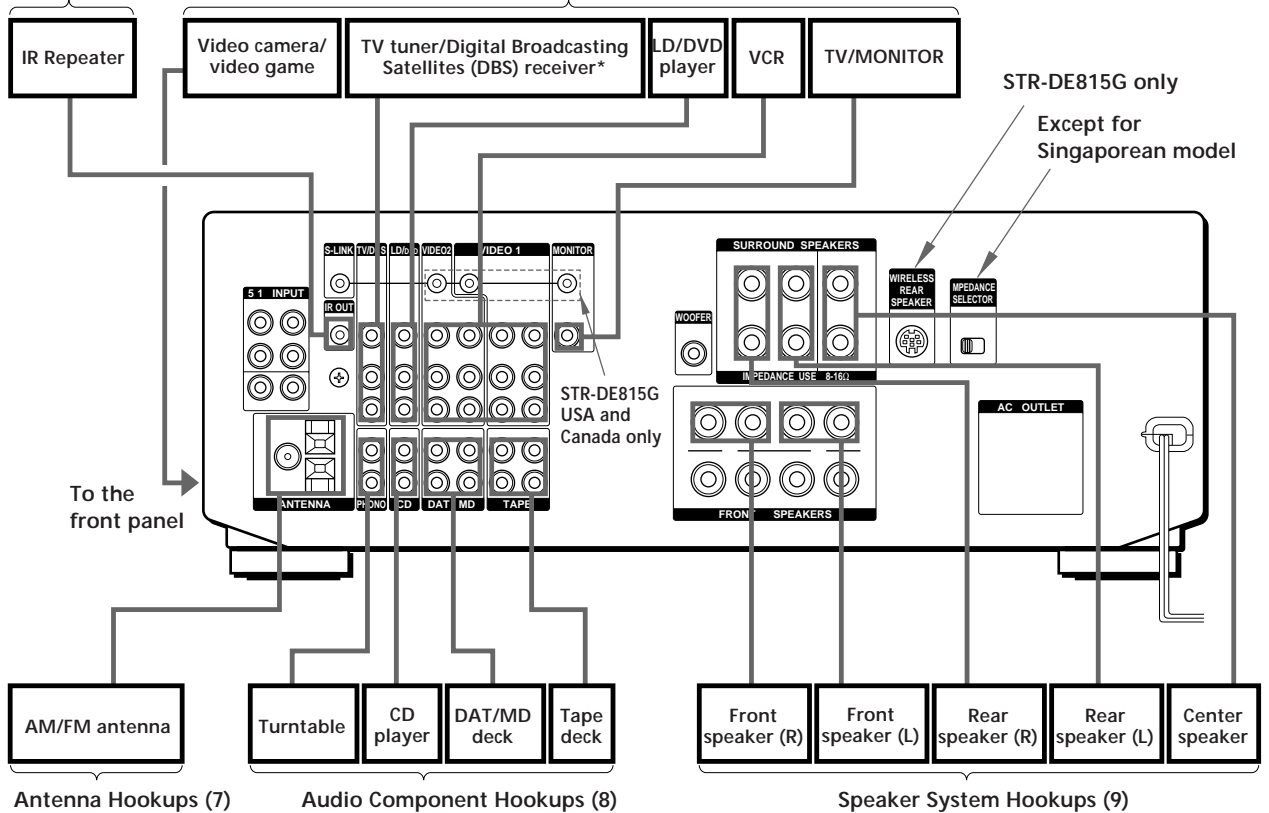 IR Repeater
Video camera/
video game
TV tuner/Digital Broadcasting
Satellites (DBS) receiver*
LD/DVD
player
VCR
TV/MONITOR
STR-DE815G only
Except for
Singaporean model
S-LINK
TV/DBS
LD/DVD
VIDEO2
VIDEO 1
MONITOR
5 1 INPUT
IR OUT
SURROUND SPEAKERS
WIRELESS
REAR
SPEAKER
MPEDANCE
SELECTOR
WOOFER
IMPEDANCE USE 8-16Ω
STR-DE815G
USA and
Canada only
AC OUTLET
To the
front panel
ANTENNA
PHONO
CD
DAT MD
TAPE
FRONT SPEAKERS
AM/FM antenna
Turntable
CD
player
DAT/MD
deck
Tape
deck
Front
speaker (R)
Front
speaker (L)
Rear
speaker (R)
Rear
speaker (L)
Center
speaker
Antenna Hookups (7)
Audio Component Hookups (8)
Speaker System Hookups (9)